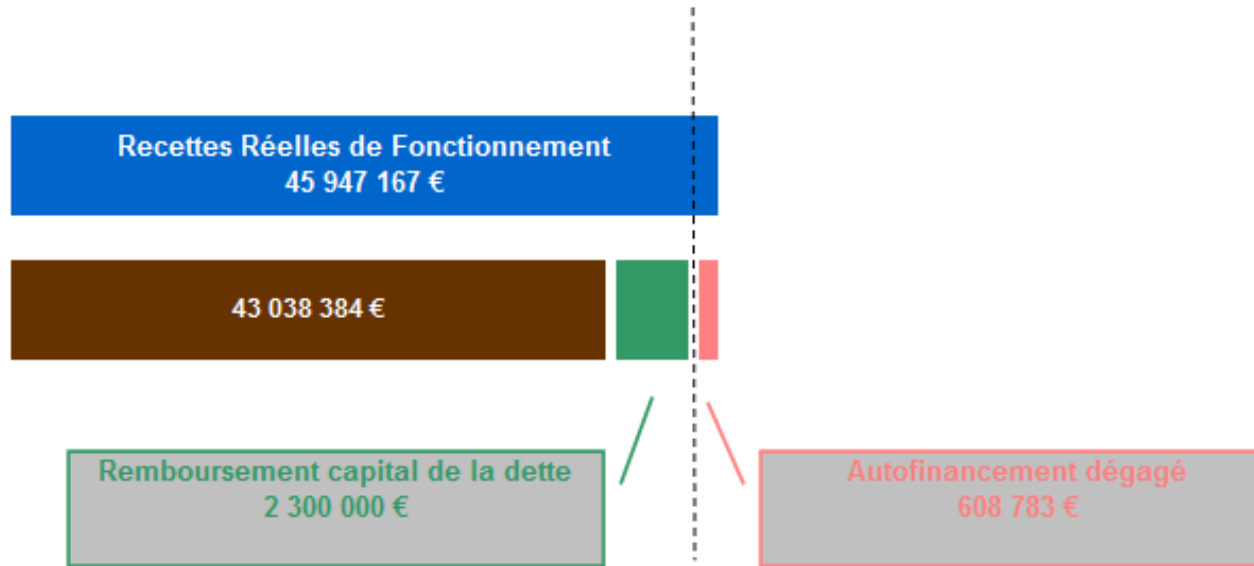 Recettes Réelles de Fonctionnement
45 947 167 €
43 038 384 €
Remboursement capital de la dette
2 300 000 €
Autofinancement dégagé
608 783 €